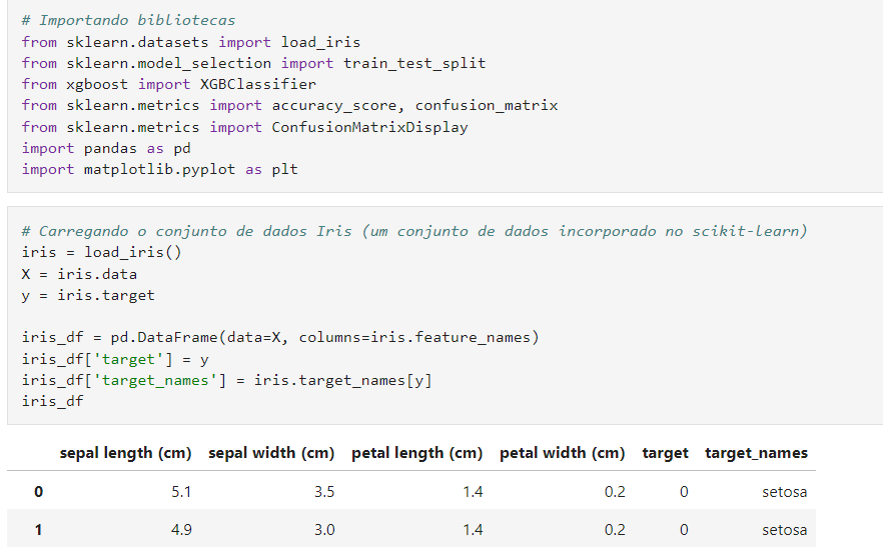 # Importando bibliotecas
from sklearn.datasets import load_iris
from sklearn.model_selection import train_test_split
from xgboost import XGBClassifier
from sklearn.metrics import accuracy_score, confusion_matrix
from sklearn.metrics import ConfusionMatrixDisplay
import pandas as pd
import matplotlib.pyplot as plt
# Carregando o conjunto de dados Iris (um conjunto de dados incorporado no scikit-learn)
iris = load_iris()
X = iris.data
y = iris.target
iris_df = pd.DataFrame(data=X, columns=iris.feature_names)
iris_df['target'] = y
iris_df['target_names'] = iris.target_names[y]
iris_df
sepal length (cm) sepal width (cm) petal length (cm) petal width (cm) target target_names
0 5.1 3.5 1.4 0.2 0 setosa
1 4.9 3.0 1.4 0.2 0 setosa